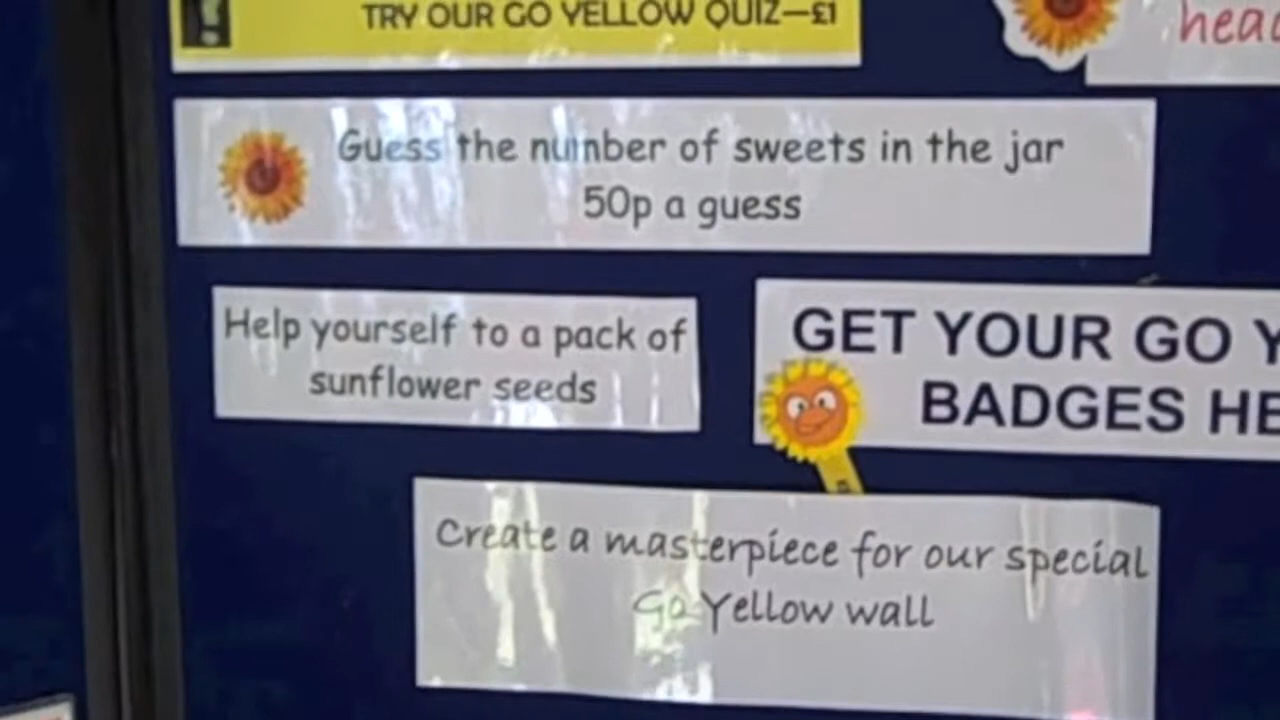 TRY OUR GO YELLOW QUIZ—£1
Guess the number of sweets in the jar
50p a guess
Help yourself to a pack of
sunflower seeds
GET YOUR GO
BADGES
Create a masterpiece for our special
Go Yellow wall